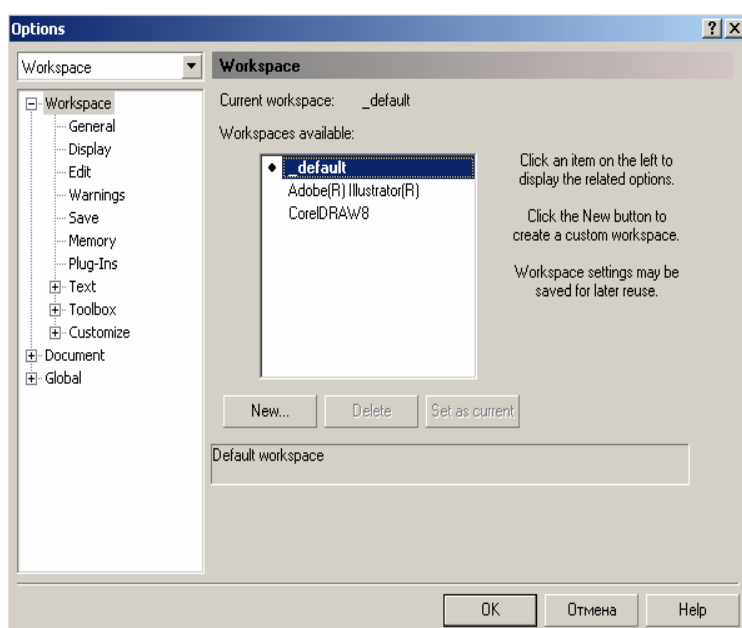 Options
Workspace
Workspace
General
Display
Edit
Warnings
Save
Memory
Plug-Ins
Text
Toolbox
Customize
Document
Global
Workspace
Current workspace: _default
Workspaces available:
_default
Adobe(R) Illustrator(R)
CorelDRAW8
Click an item on the left to
display the related options.
Click the New button to
create a custom workspace.
Workspace settings may be
saved for later reuse.
New... Delete Set as current
Default workspace
OK Отмена Help